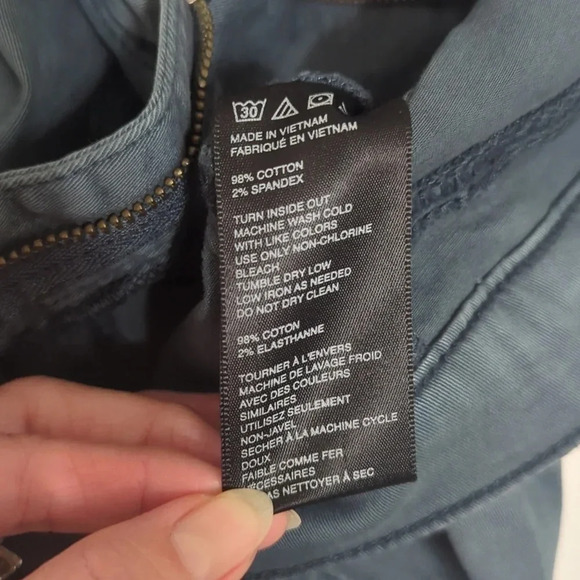 30
MADE IN VIETNAM
FABRIQUÉ EN VIETNAM
98% COTTON
2% SPANDEX
TURN INSIDE OUT
MACHINE WASH COLD
WITH LIKE COLORS
USE ONLY NON-CHLORINE
BLEACH
TUMBLE DRY LOW
LOW IRON AS NEEDED
DO NOT DRY CLEAN
98% COTTON
2% ELASTHANNE
TOURNER À L'ENVERS
MACHINE DE LAVAGE FROID
AVEC DES COULEURS
SIMILAIRES
UTILISEZ SEULEMENT
NON-JAVEL
SECHER À LA MACHINE CYCLE
DOUX
FAIBLE COMME FER
NETTOYER À SEC